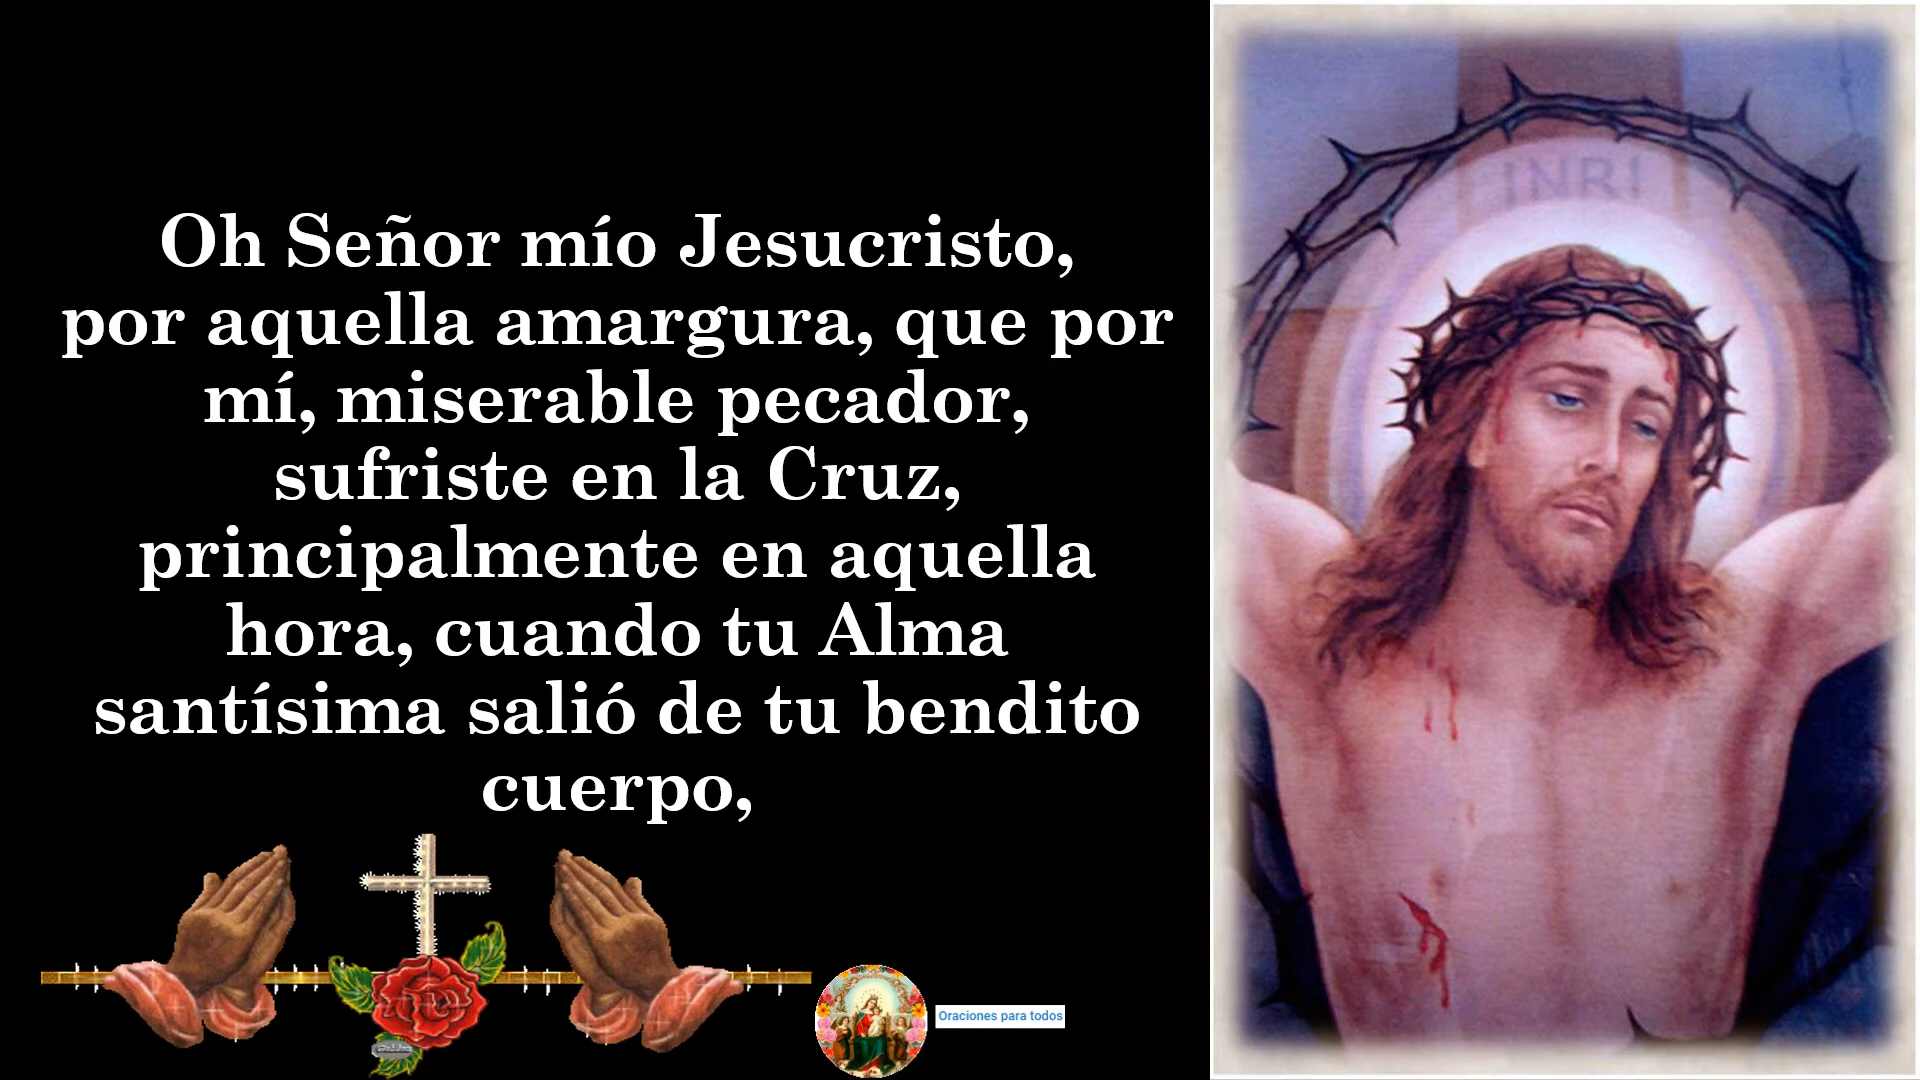 Oh Señor mío Jesucristo,
por aquella amargura, que por
mí, miserable pecador,
sufriste en la Cruz,
principalmente en aquella
hora, cuando tu Alma
santísima salió de tu bendito
cuerpo,
Oraciones para todos
INRI